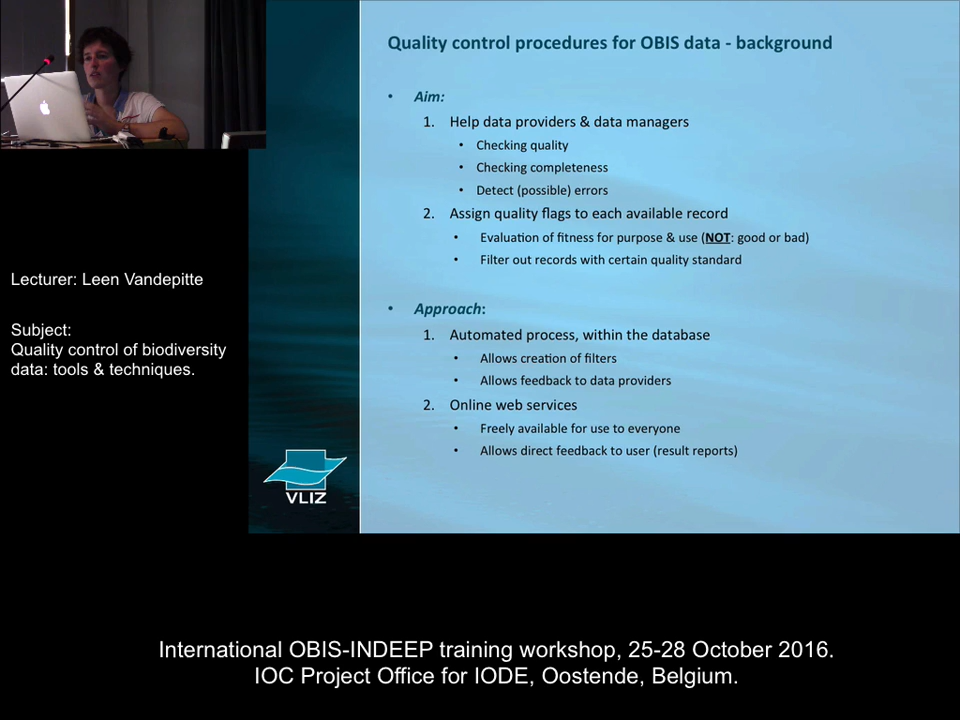 Quality control procedures for OBIS data - background
• Aim:
1. Help data providers & data managers
• Checking quality
• Checking completeness
• Detect (possible) errors
2. Assign quality flags to each available record
• Evaluation of fitness for purpose & use (NOT: good or bad)
• Filter out records with certain quality standard
• Approach:
1. Automated process, within the database
• Allows creation of filters
• Allows feedback to data providers
2. Online web services
• Freely available for use to everyone
• Allows direct feedback to user (result reports)
Lecturer: Leen Vandepitte
Subject:
Quality control of biodiversity
data: tools & techniques.
VLIZ
International OBIS-INDEEP training workshop, 25-28 October 2016.
IOC Project Office for IODE, Oostende, Belgium.